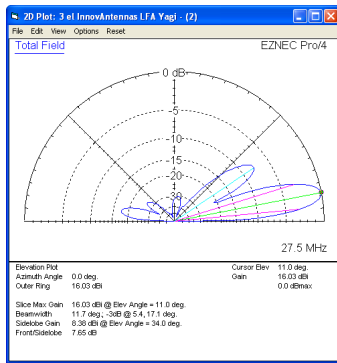 2D Plot: 3 el InnovAntennas LFA Yagi - (2)
File Edit View Options Reset
Total Field EZNEC Pro/4
0 dB
-5
-10
-15
-20
-30
27.5 MHz
Elevation Plot Cursor Elev 11.0 deg.
Azimuth Angle 0.0 deg. Gain 16.03 dBi
Outer Ring 16.03 dBi 0.0 dBmax
Slice Max Gain 16.03 dBi @ Elev Angle = 11.0 deg.
Beamwidth 11.7 deg.; -3dB @ 5.4, 17.1 deg.
Sidelobe Gain 8.38 dBi @ Elev Angle = 34.0 deg.
Front/Sidelobe 7.65 dB